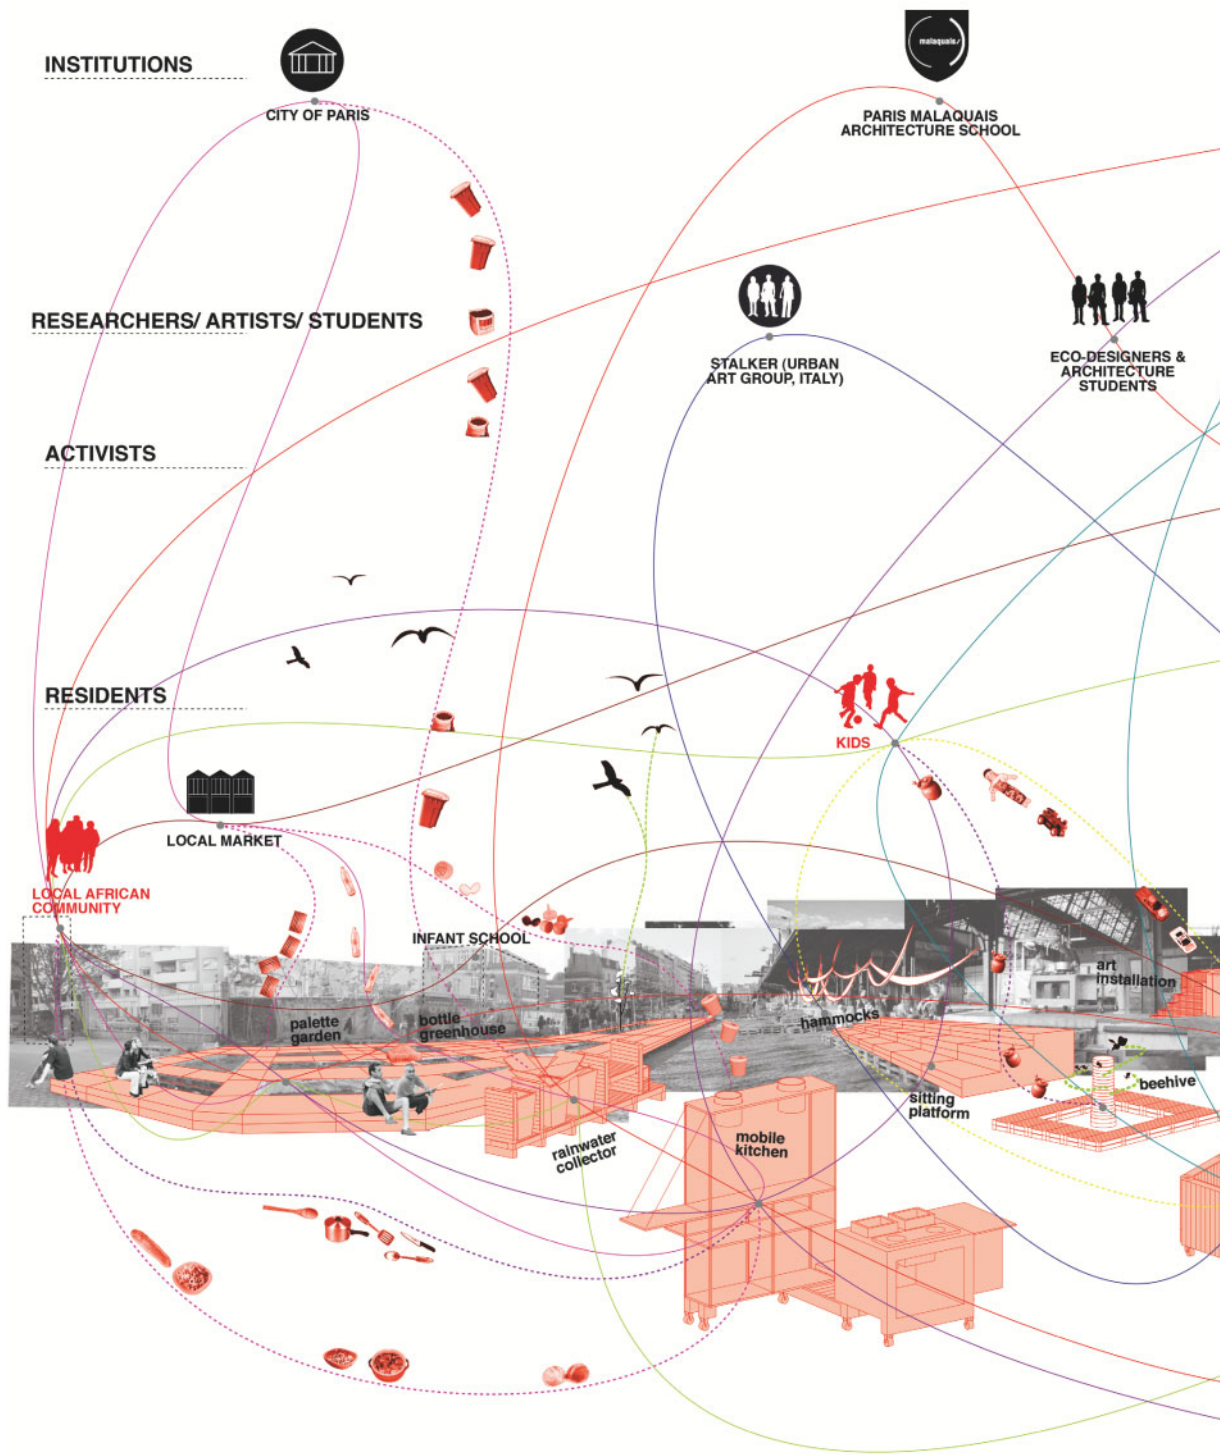 INSTITUTIONS
malaquais/
CITY OF PARIS
PARIS MALAQUAIS
ARCHITECTURE SCHOOL
RESEARCHERS/ ARTISTS/ STUDENTS
STALKER (URBAN
ART GROUP, ITALY)
ECO-DESIGNERS &
ARCHITECTURE
STUDENTS
ACTIVISTS
RESIDENTS
KIDS
LOCAL MARKET
LOCAL AFRICAN
COMMUNITY
INFANT SCHOOL
art
installation
palette
garden
bottle
greenhouse
hammocks
beehive
sitting
platform
rainwater
collector
mobile
kitchen